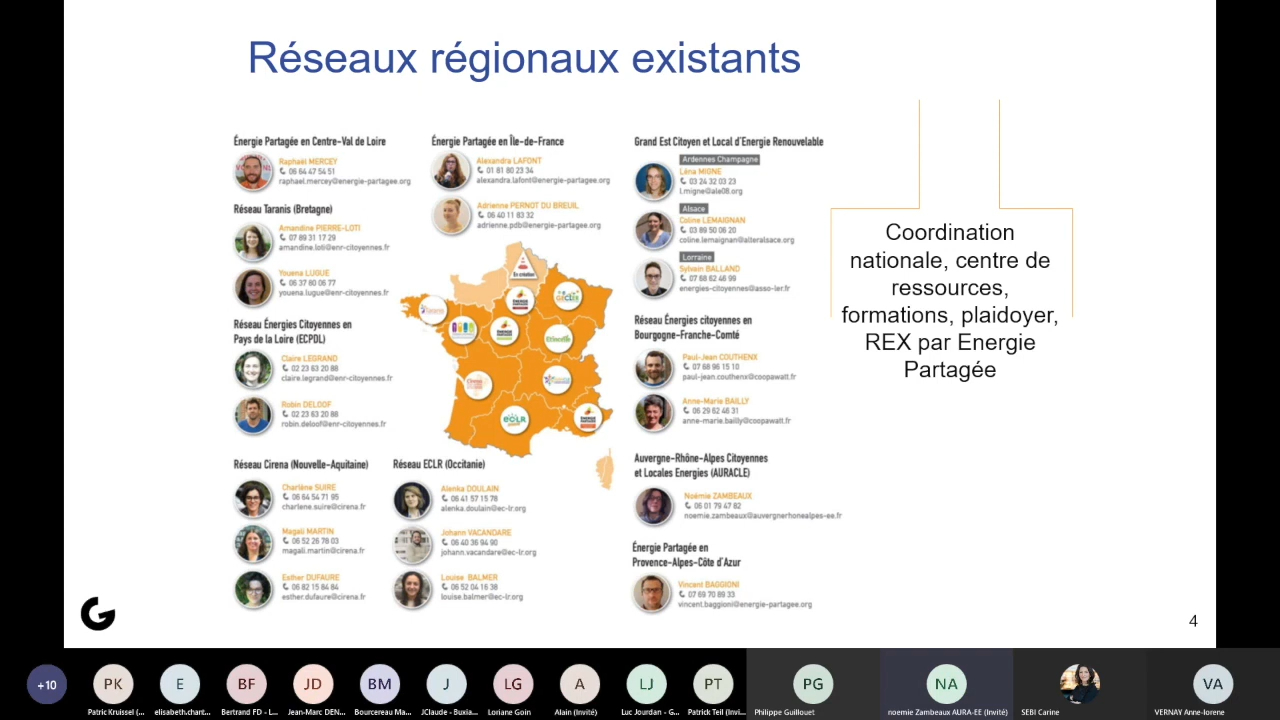 Réseaux régionaux existants
Énergie Partagée en Centre-Val de Loire
Raphaël MERCEY
06 64 47 54 51
raphael.mercey@energie-partagee.org
Réseau Taranis (Bretagne)
Amandine PIERRE-LOTI
07 89 31 17 29
amandine.loti@enr-citoyennes.fr
Youena LUGUE
06 37 80 06 77
youena.lugue@enr-citoyennes.fr
Réseau Énergies Citoyennes en
Pays de la Loire (ECPDL)
Claire LEGRAND
02 23 63 20 88
claire.legrand@enr-citoyennes.fr
Robin DELOOF
02 23 63 20 88
robin.deloof@enr-citoyennes.fr
Réseau Cirena (Nouvelle-Aquitaine)
Charlène SUIRE
06 64 54 71 95
charlene.suire@cirena.fr
Magali MARTIN
06 52 26 78 03
magali.martin@cirena.fr
Esther DUFAURE
06 82 15 84 84
esther.dufaure@cirena.fr
Énergie Partagée en Île-de-France
Alexandra LAFONT
01 81 80 23 34
alexandra.lafont@energie-partagee.org
Adrienne PERNOT DU BREUIL
06 40 11 83 32
adrienne.pdb@energie-partagee.org
En création
Réseau ECLR (Occitanie)
Alenka DOULAIN
06 41 57 15 78
alenka.doulain@ec-lr.org
Johann VACANDARE
06 40 36 94 90
johann.vacandare@ec-lr.org
Louise BALMER
06 52 04 16 38
louise.balmer@ec-lr.org
Grand Est Citoyen et Local d'Energie Renouvelable
Ardennes Champagne
Léna MIGNE
03 24 32 03 23
l.migne@ale08.org
Alsace
Coline LEMAIGNAN
03 89 50 06 20
coline.lemaignan@alteralsace.org
Lorraine
Sylvain BALLAND
07 68 62 46 99
energies-citoyennes@asso-ler.fr
Réseau Énergies citoyennes en
Bourgogne-Franche-Comté
Paul-Jean COUTHENX
07 68 96 15 10
paul-jean.couthenx@coopawatt.fr
Anne-Marie BAILLY
06 29 62 46 31
anne-marie.bailly@coopawatt.fr
Auvergne-Rhône-Alpes Citoyennes
et Locales Energies (AURACLE)
Noémie ZAMBEAUX
06 01 79 47 82
noemie.zambeaux@auvergnerhonealpes-ee.fr
Énergie Partagée en
Provence-Alpes-Côte d'Azur
Vincent BAGGIONI
07 69 70 89 33
vincent.baggioni@energie-partagee.org
Coordination
nationale, centre de
ressources,
formations, plaidoyer,
REX par Energie
Partagée
4
+10 PK E BF JD BM J LG A LJ PT PG NA VA
Patric Kruissel (... elisabeth.chart... Bertrand FD - L... Jean-Marc DEN... Bourcereau Ma... JClaude - Buxia... Loriane Goin Alain (Invité) Luc Jourdan - G... Patrick Teil (Invi... Philippe Guillouet noemie Zambeaux AURA-EE (Invité) SEBI Carine VERNAY Anne-lorene